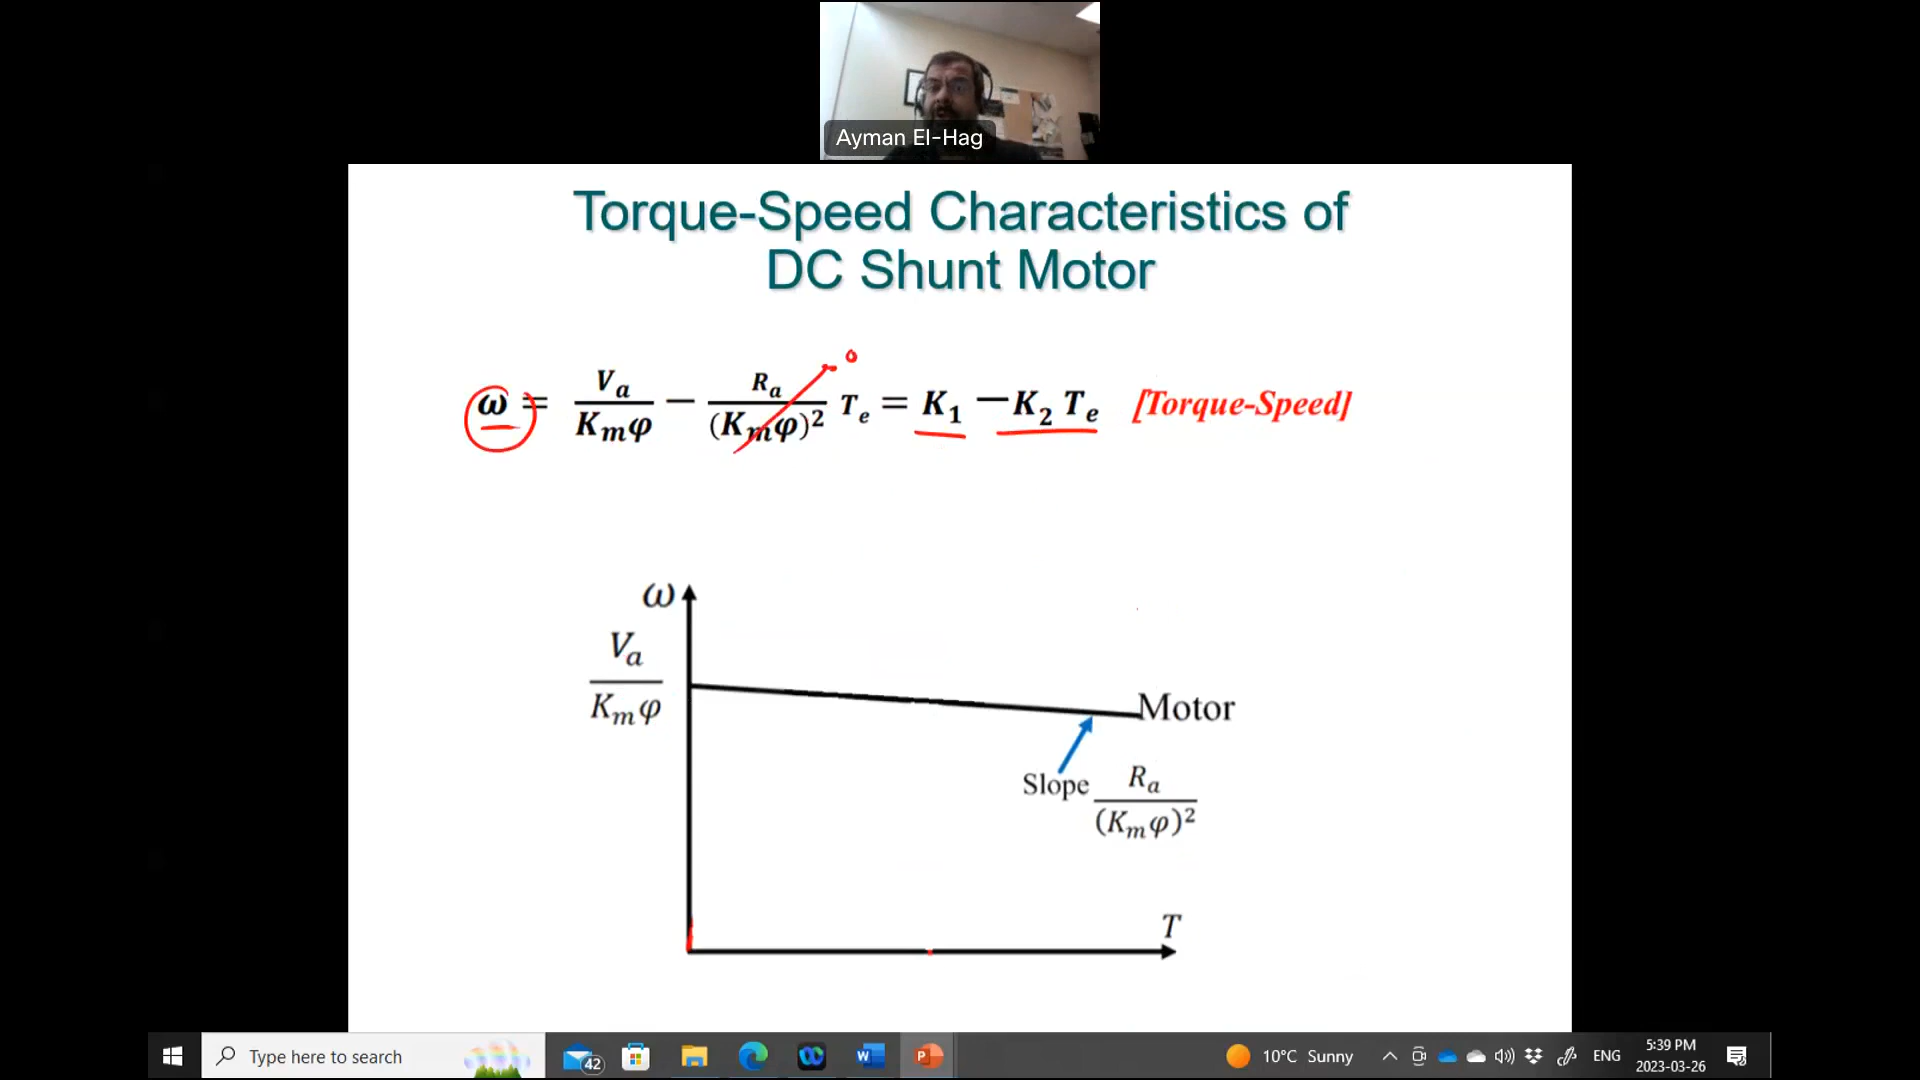 Ayman El-Hag
Torque-Speed Characteristics of
DC Shunt Motor
ω = Vₐ / Kₘφ − Rₐ / (Kₘφ)² Tₑ = K₁ − K₂ Tₑ [Torque-Speed]
0
ω
Vₐ / Kₘφ
Motor
Slope Rₐ / (Kₘφ)²
T
Type here to search
42
10°C Sunny
ENG
5:39 PM
2023-03-26